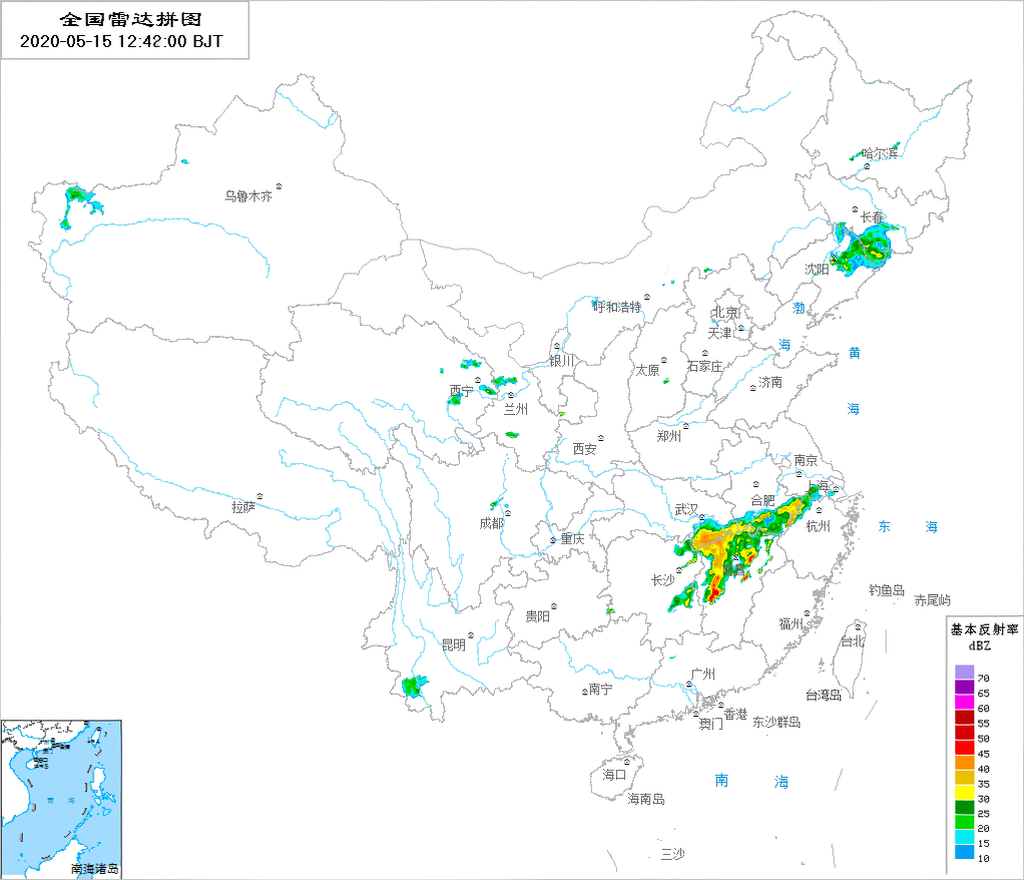 全国雷达拼图
2020-05-15 12:42:00 BJT
哈尔滨
乌鲁木齐
长春
沈阳
呼和浩特
北京
天津
渤
海
黄
海
银川
太原
石家庄
济南
西宁
兰州
郑州
西安
南京
上海
合肥
拉萨
成都
武汉
杭州
东 海
重庆
长沙
南昌
钓鱼岛
赤尾屿
贵阳
福州
昆明
台北
广州
南宁
台湾岛
香港
澳门
东沙群岛
海口
海南岛
南 海
三沙
基本反射率
dBZ
70
65
60
55
50
45
40
35
30
25
20
15
10
南 海
南海诸岛